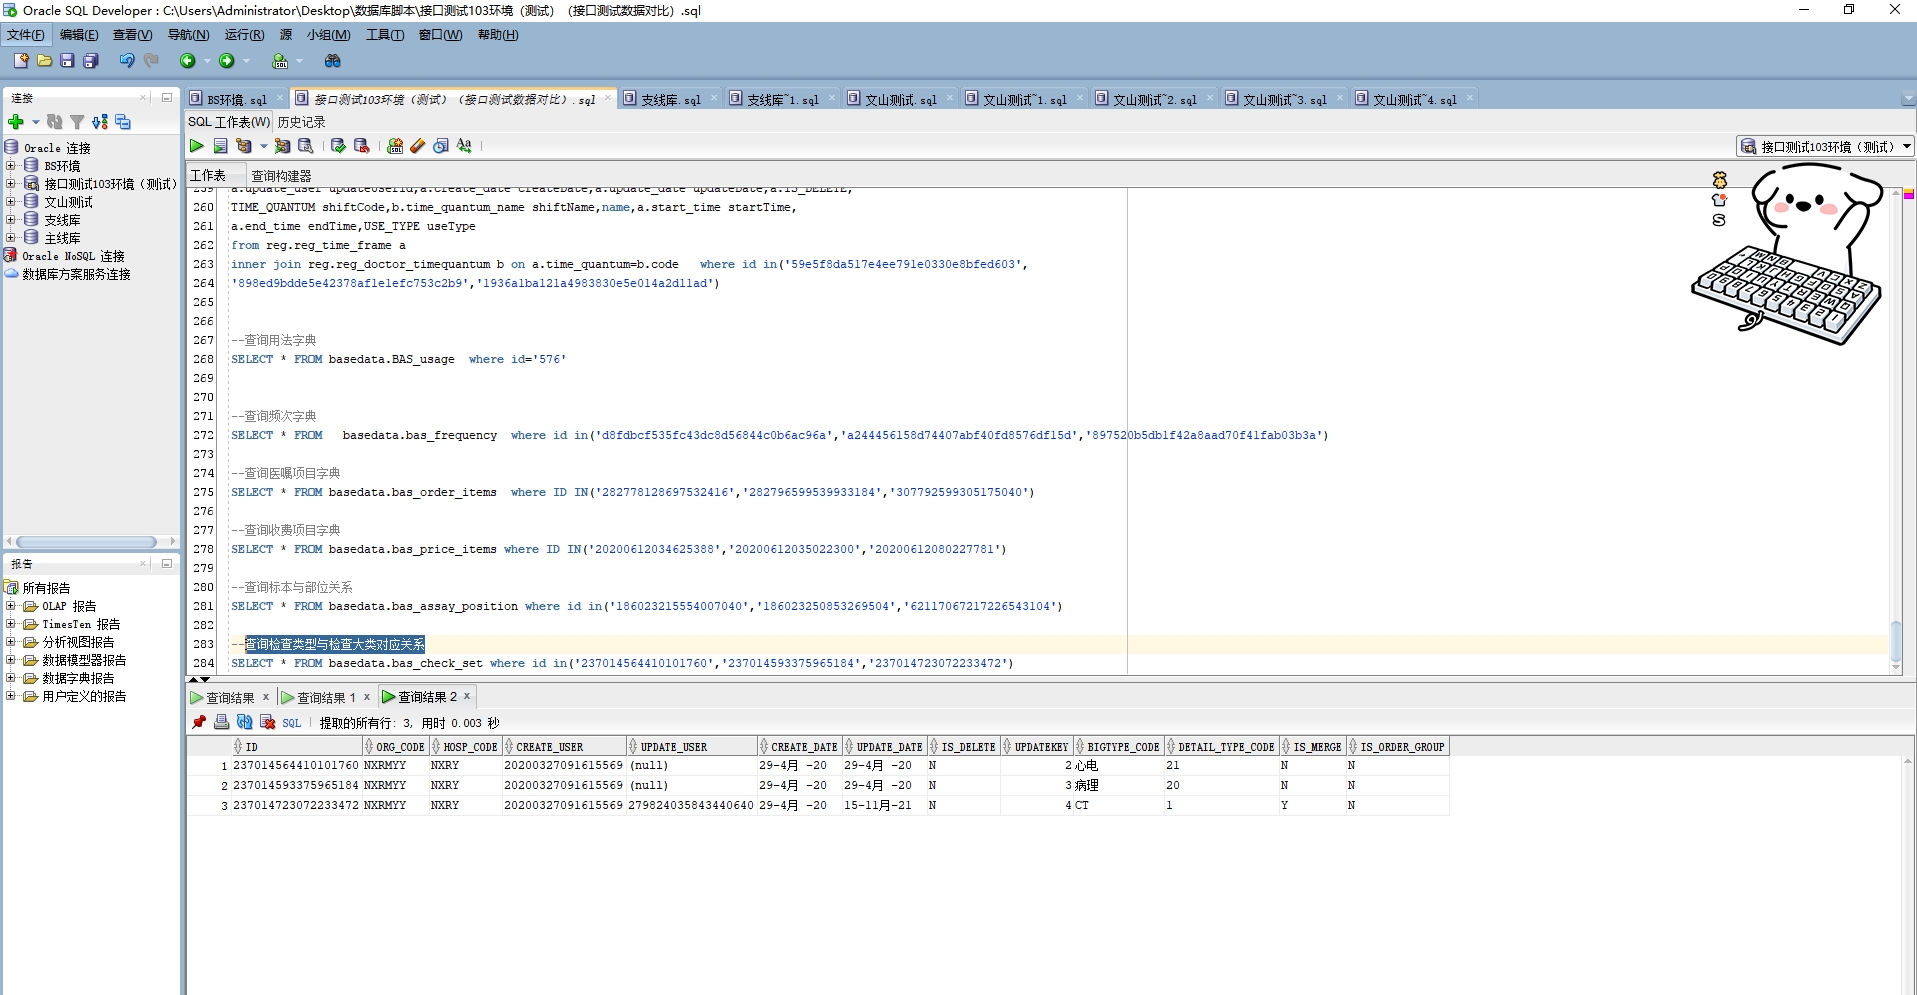 Oracle SQL Developer : C:\Users\Administrator\Desktop\数据库脚本\接口测试103环境（测试）（接口测试数据对比）.sql
文件(F) 编辑(E) 查看(V) 导航(N) 运行(R) 源 小组(M) 工具(T) 窗口(W) 帮助(H)
连接
Oracle 连接
BS环境
接口测试103环境（测试）
文山测试
支线库
主线库
Oracle NoSQL 连接
数据库方案服务连接
报告
所有报告
OLAP 报告
TimesTen 报告
分析视图报告
数据模型器报告
数据字典报告
用户定义的报告
BS环境.sql 接口测试103环境（测试）（接口测试数据对比）.sql 支线库.sql 支线库~1.sql 文山测试.sql 文山测试~1.sql 文山测试~2.sql 文山测试~3.sql 文山测试~4.sql
SQL 工作表(W) 历史记录
接口测试103环境（测试）
工作表 查询构建器
259 a.update_user updateUserId,a.create_date createDate,a.update_date updateDate,a.IS_DELETE,
260 TIME_QUANTUM shiftCode,b.time_quantum_name shiftName,name,a.start_time startTime,
261 a.end_time endTime,USE_TYPE useType
262 from reg.reg_time_frame a
263 inner join reg.reg_doctor_timequantum b on a.time_quantum=b.code where id in('59e5f8da517e4ee791e0330e8bfed603',
264 '898ed9bdde5e42378af1e1efc753c2b9','1936a1ba121a4983830e5e014a2d11ad')
265
266
267 --查询用法字典
268 SELECT * FROM basedata.BAS_usage where id='576'
269
270
271 --查询频次字典
272 SELECT * FROM basedata.bas_frequency where id in('d8fdbcf535fc43dc8d56844c0b6ac96a','a244456158d74407abf40fd8576df15d','897520b5db1f42a8aad70f41fab03b3a')
273
274 --查询医嘱项目字典
275 SELECT * FROM basedata.bas_order_items where ID IN('282778128697532416','282796599539933184','307792599305175040')
276
277 --查询收费项目字典
278 SELECT * FROM basedata.bas_price_items where ID IN('20200612034625388','20200612035022300','20200612080227781')
279
280 --查询标本与部位关系
281 SELECT * FROM basedata.bas_assay_position where id in('186023215554007040','186023250853269504','62117067217226543104')
282
283 --查询检查类型与检查大类对应关系
284 SELECT * FROM basedata.bas_check_set where id in('237014564410101760','237014593375965184','237014723072233472')
查询结果 查询结果 1 查询结果 2
SQL 提取的所有行: 3, 用时 0.003 秒
ID ORG_CODE HOSP_CODE CREATE_USER UPDATE_USER CREATE_DATE UPDATE_DATE IS_DELETE UPDATEKEY BIGTYPE_CODE DETAIL_TYPE_CODE IS_MERGE IS_ORDER_GROUP
1 237014564410101760 NXRMYY NXRY 20200327091615569 (null) 29-4月 -20 29-4月 -20 N 2 心电 21 N N
2 237014593375965184 NXRMYY NXRY 20200327091615569 (null) 29-4月 -20 29-4月 -20 N 3 病理 20 N N
3 237014723072233472 NXRMYY NXRY 20200327091615569 279824035843440640 29-4月 -20 15-11月-21 N 4 CT 1 Y N